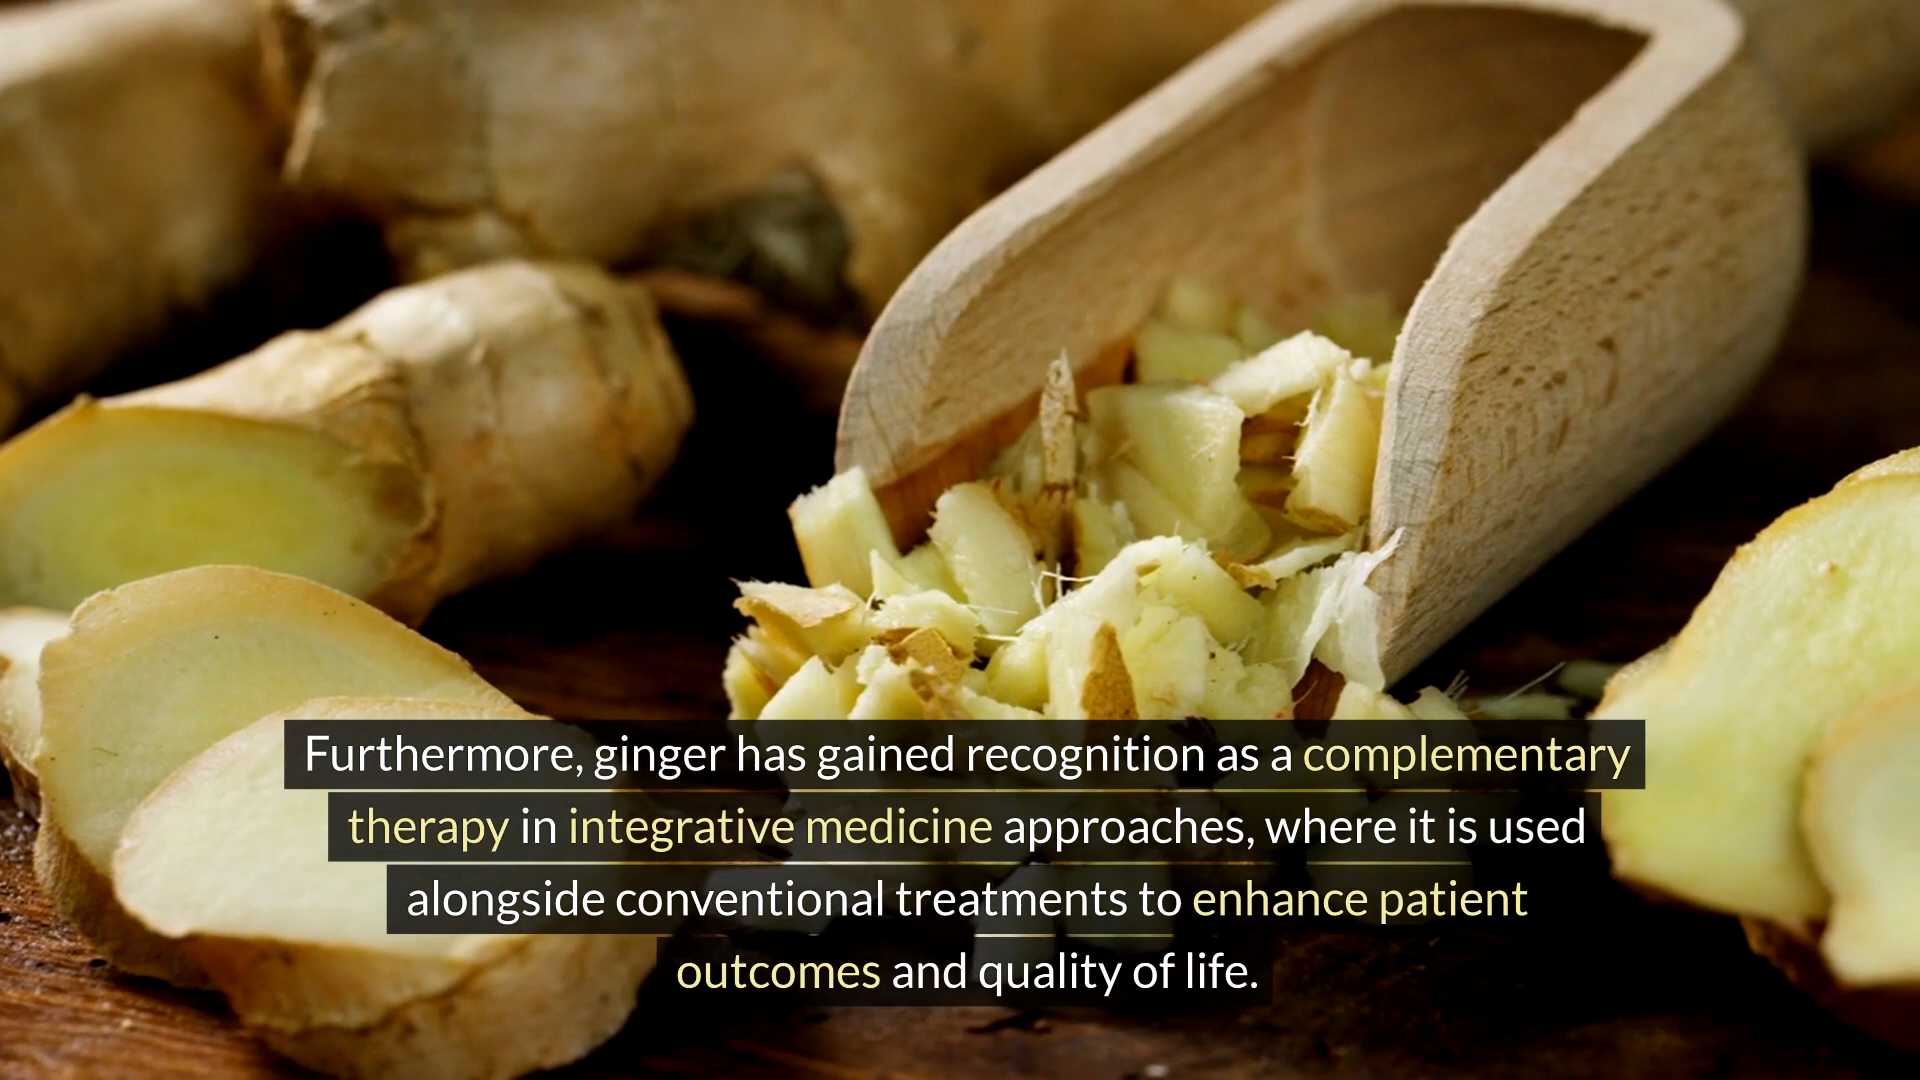 Furthermore, ginger has gained recognition as a complementary
therapy in integrative medicine approaches, where it is used
alongside conventional treatments to enhance patient
outcomes and quality of life.